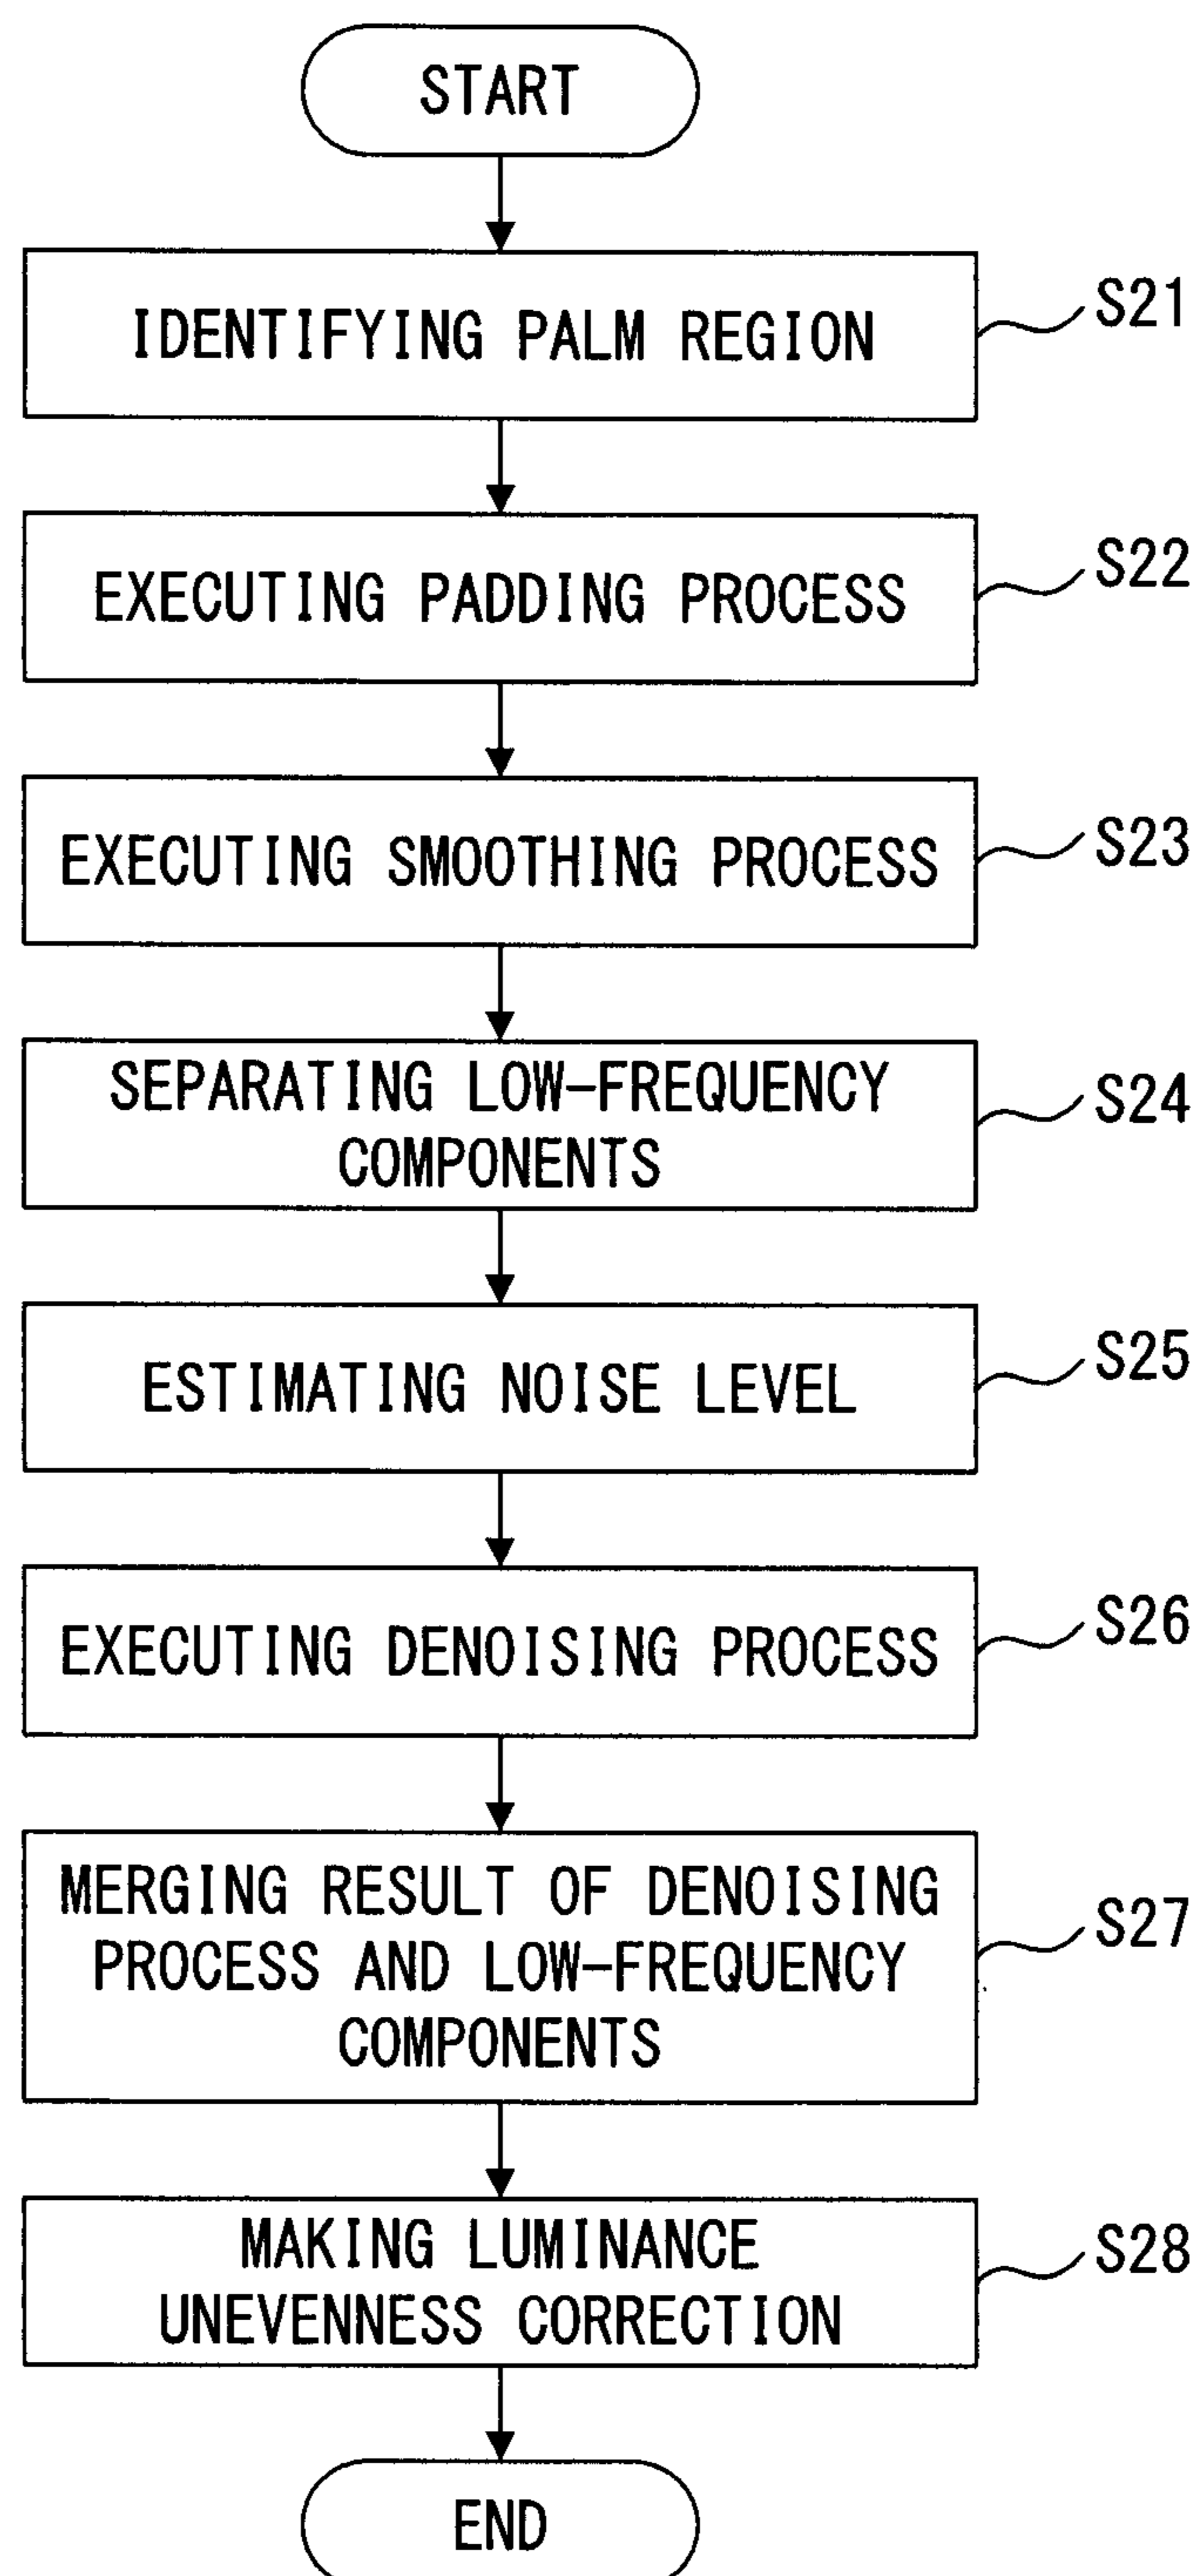 START
IDENTIFYING PALM REGION
S21
EXECUTING PADDING PROCESS
S22
EXECUTING SMOOTHING PROCESS
S23
SEPARATING LOW-FREQUENCY
COMPONENTS
S24
ESTIMATING NOISE LEVEL
S25
EXECUTING DENOISING PROCESS
S26
MERGING RESULT OF DENOISING
PROCESS AND LOW-FREQUENCY
COMPONENTS
S27
MAKING LUMINANCE
UNEVENNESS CORRECTION
S28
END